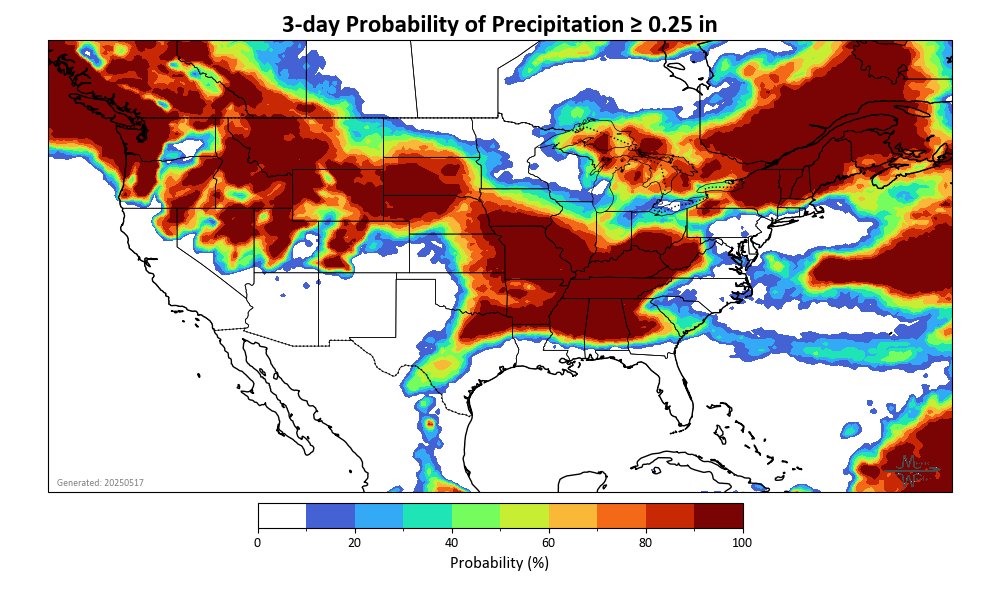 3-day Probability of Precipitation ≥ 0.25 in
Generated: 20250517
0 20 40 60 80 100
Probability (%)